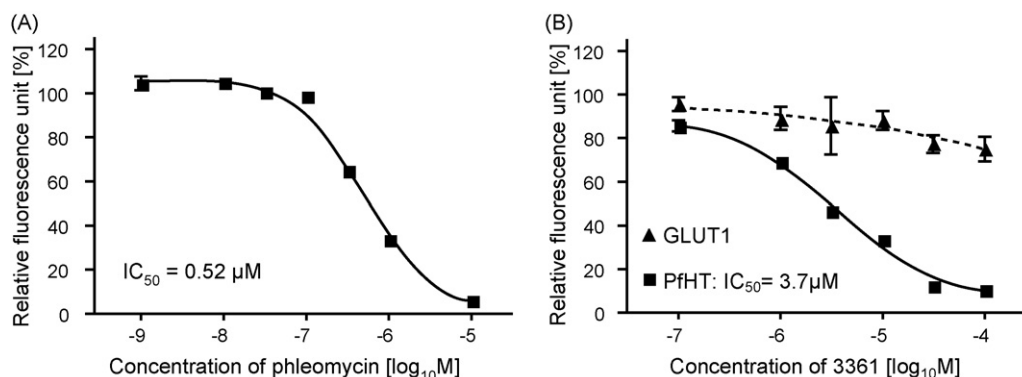 (A)
Relative fluorescence unit [%]
120
100
80
60
40
20
0
IC₅₀ = 0.52 μM
-9 -8 -7 -6 -5
Concentration of phleomycin [log₁₀M]
(B)
Relative fluorescence unit [%]
120
100
80
60
40
20
0
▲ GLUT1
■ PfHT: IC₅₀= 3.7μM
-7 -6 -5 -4
Concentration of 3361 [log₁₀M]